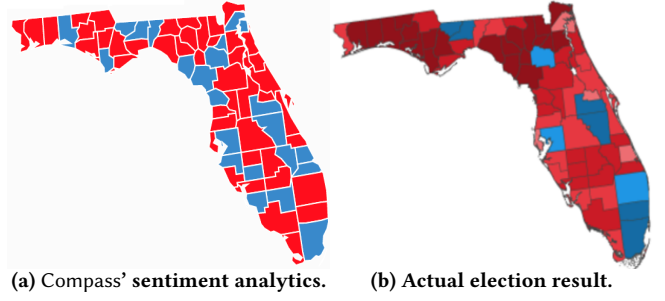 (a) Compass' sentiment analytics.
(b) Actual election result.